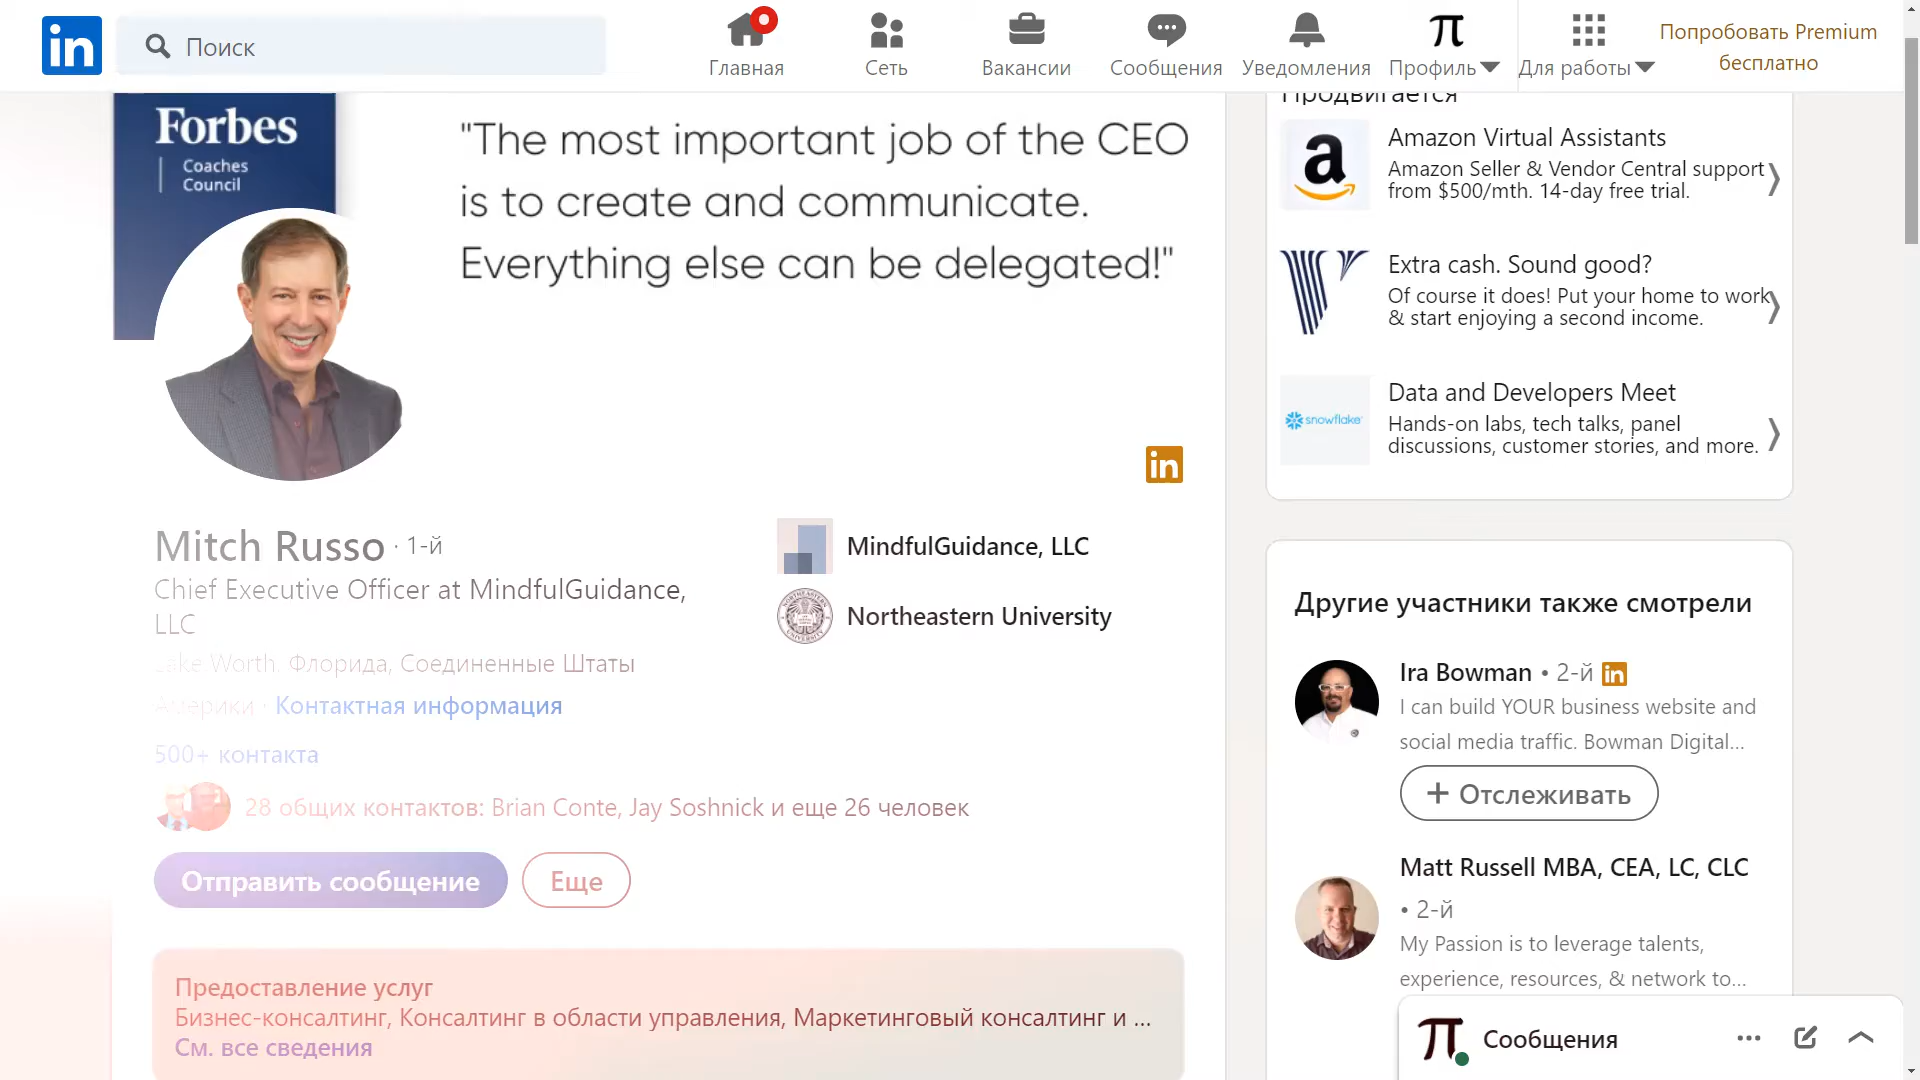 in
Поиск
Главная
Сеть
Вакансии
Сообщения
Уведомления
Профиль
Для работы
Попробовать Premium
бесплатно
Forbes
Coaches
Council
"The most important job of the CEO
is to create and communicate.
Everything else can be delegated!"
in
Mitch Russo · 1-й
Chief Executive Officer at MindfulGuidance,
LLC
Lake Worth, Флорида, Соединенные Штаты
Америки · Контактная информация
500+ контакта
28 общих контактов: Brian Conte, Jay Soshnick и еще 26 человек
Отправить сообщение
Еще
MindfulGuidance, LLC
Northeastern University
Предоставление услуг
Бизнес-консалтинг, Консалтинг в области управления, Маркетинговый консалтинг и ...
См. все сведения
Продвигается
a
Amazon Virtual Assistants
Amazon Seller & Vendor Central support
from $500/mth. 14-day free trial.
Extra cash. Sound good?
Of course it does! Put your home to work
& start enjoying a second income.
snowflake
Data and Developers Meet
Hands-on labs, tech talks, panel
discussions, customer stories, and more.
Другие участники также смотрели
Ira Bowman • 2-й in
I can build YOUR business website and
social media traffic. Bowman Digital...
+ Отслеживать
Matt Russell MBA, CEA, LC, CLC
• 2-й
My Passion is to leverage talents,
experience, resources, & network to...
Сообщения